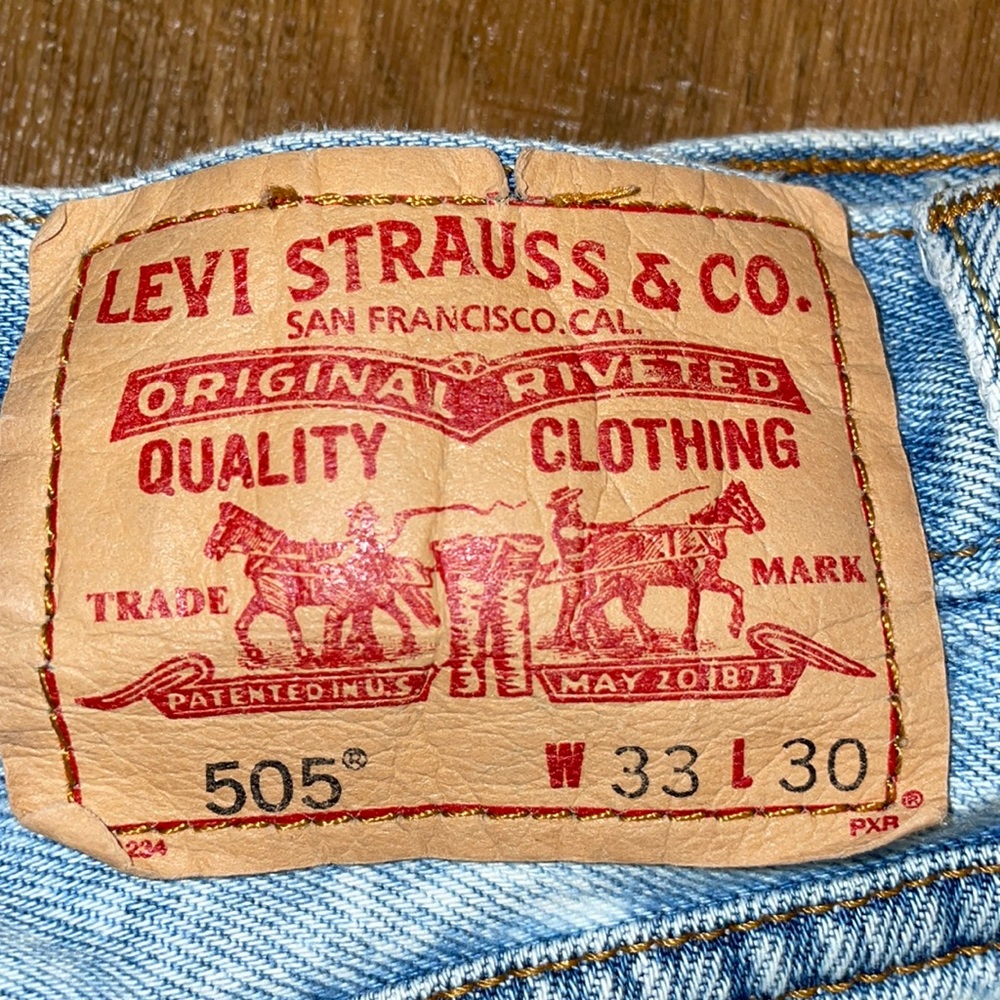 LEVI STRAUSS & CO.
SAN FRANCISCO. CAL.
ORIGINAL RIVETED
QUALITY CLOTHING
TRADE MARK
PATENTED IN U.S. MAY 20 1873
505® W 33 L 30
®
234 PXR